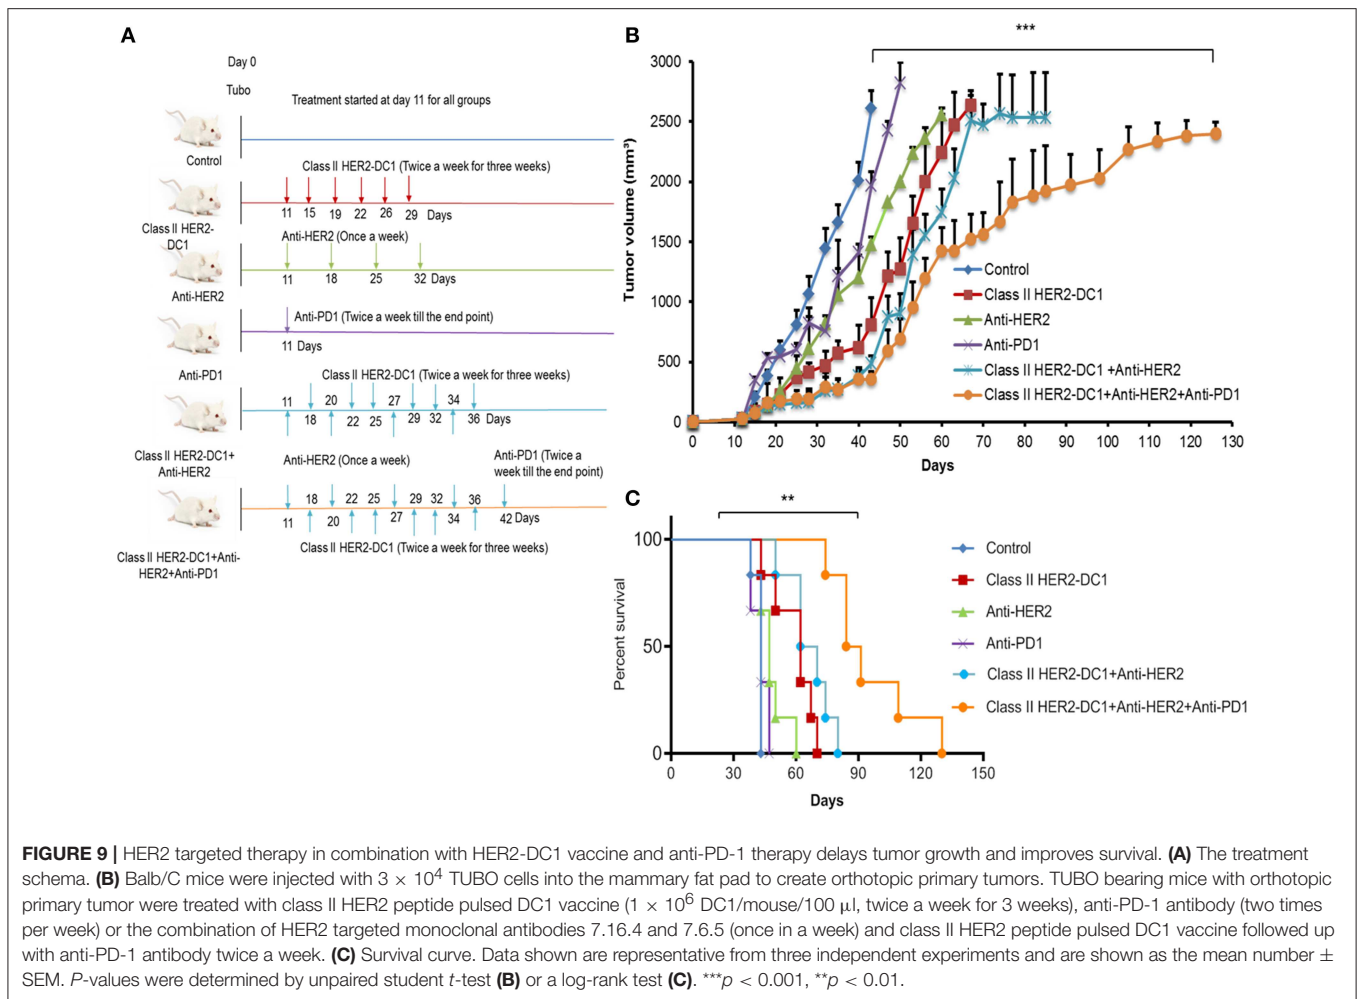 A
Day 0
Tubo
Treatment started at day 11 for all groups
Control
Class II HER2-DC1 (Twice a week for three weeks)
11 15 19 22 26 29 Days
Class II HER2-
DC1
Anti-HER2 (Once a week)
11 18 25 32 Days
Anti-HER2
Anti-PD1 (Twice a week till the end point)
11 Days
Anti-PD1
Class II HER2-DC1 (Twice a week for three weeks)
11 20 27 34
18 22 25 29 32 36 Days
Class II HER2-DC1+
Anti-HER2
Anti-HER2 (Once a week)
Anti-PD1 (Twice a
week till the end point)
18 22 25 29 32 36
11 20 27 34 42 Days
Class II HER2-DC1 (Twice a week for three weeks)
Class II HER2-DC1+Anti-
HER2+Anti-PD1
B
***
Tumor volume (mm³)
3000
2500
2000
1500
1000
500
0
0 10 20 30 40 50 60 70 80 90 100 110 120 130
Days
Control
Class II HER2-DC1
Anti-HER2
Anti-PD1
Class II HER2-DC1 +Anti-HER2
Class II HER2-DC1+Anti-HER2+Anti-PD1
C
**
Percent survival
100
50
0
0 30 60 90 120 150
Days
Control
Class II HER2-DC1
Anti-HER2
Anti-PD1
Class II HER2-DC1+Anti-HER2
Class II HER2-DC1+Anti-HER2+Anti-PD1
FIGURE 9 | HER2 targeted therapy in combination with HER2-DC1 vaccine and anti-PD-1 therapy delays tumor growth and improves survival. (A) The treatment
schema. (B) Balb/C mice were injected with 3 × 10⁴ TUBO cells into the mammary fat pad to create orthotopic primary tumors. TUBO bearing mice with orthotopic
primary tumor were treated with class II HER2 peptide pulsed DC1 vaccine (1 × 10⁶ DC1/mouse/100 μl, twice a week for 3 weeks), anti-PD-1 antibody (two times
per week) or the combination of HER2 targeted monoclonal antibodies 7.16.4 and 7.6.5 (once in a week) and class II HER2 peptide pulsed DC1 vaccine followed up
with anti-PD-1 antibody twice a week. (C) Survival curve. Data shown are representative from three independent experiments and are shown as the mean number ±
SEM. P-values were determined by unpaired student t-test (B) or a log-rank test (C). ***p < 0.001, **p < 0.01.